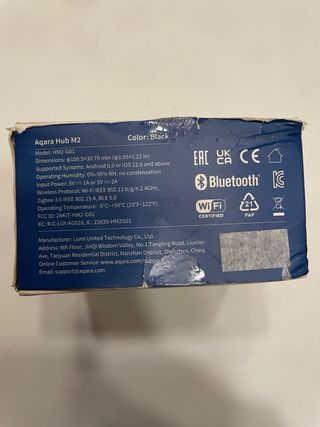 Aqara Hub M2
Color: Black
Model: HM2-G01
Dimensions: φ100.5×30.75 mm (φ3.95×1.21 in)
Supported Systems: Android 6.0 or iOS 12.0 and above
Operating Humidity: 0%-95% RH, no condensation
Input Power: 5V ⎓ 1A or 5V ⎓ 2A
Wireless Protocol: Wi-Fi IEEE 802.11 b/g/n 2.4GHz,
Zigbee 3.0 IEEE 802.15.4, BLE 5.0
Operating Temperature: -5°C~+50°C (23°F~122°F)
FCC ID: 2AKIT-HM2-G01
KC: R-C-LUt-AG016, IC: 22635-HM2G01
Manufacturer: Lumi United Technology Co., Ltd.
Address: 8th Floor, JinQi Wisdom Valley, No.1 Tangling Road, Liuxian
Ave, Taoyuan Residential District, Nanshan District, Shenzhen, China.
Online Customer Service: www.aqara.com/support
Email: support@aqara.com
EAC UK CA CE
Bluetooth®
Wi Fi CERTIFIED
21
PAP